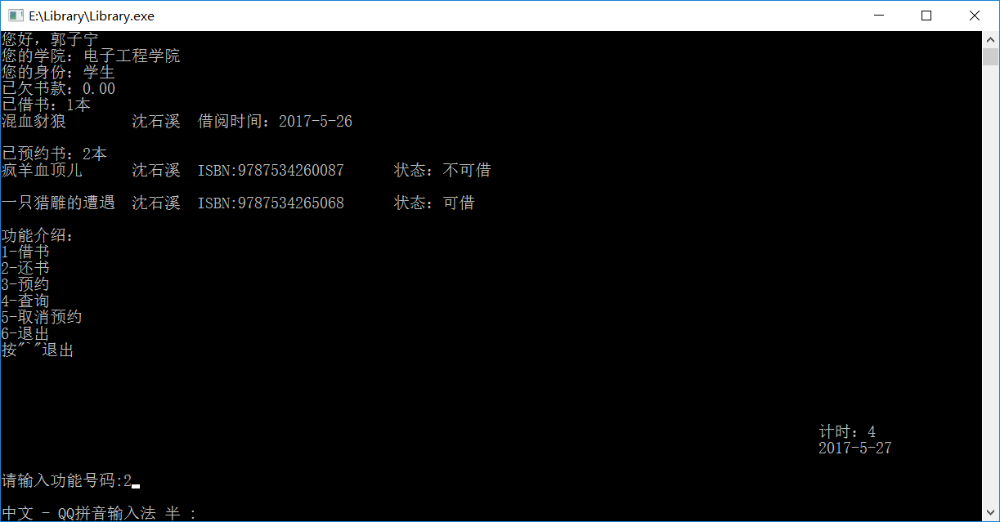 E:\Library\Library.exe
您好，郭子宁
您的学院：电子工程学院
您的身份：学生
已欠书款：0.00
已借书：1本
混血豺狼 沈石溪 借阅时间：2017-5-26
已预约书：2本
疯羊血顶儿 沈石溪 ISBN:9787534260087 状态：不可借
一只猎雕的遭遇 沈石溪 ISBN:9787534265068 状态：可借
功能介绍：
1-借书
2-还书
3-预约
4-查询
5-取消预约
6-退出
按"`"退出
计时：4
2017-5-27
请输入功能号码:2
中文 - QQ拼音输入法 半 :